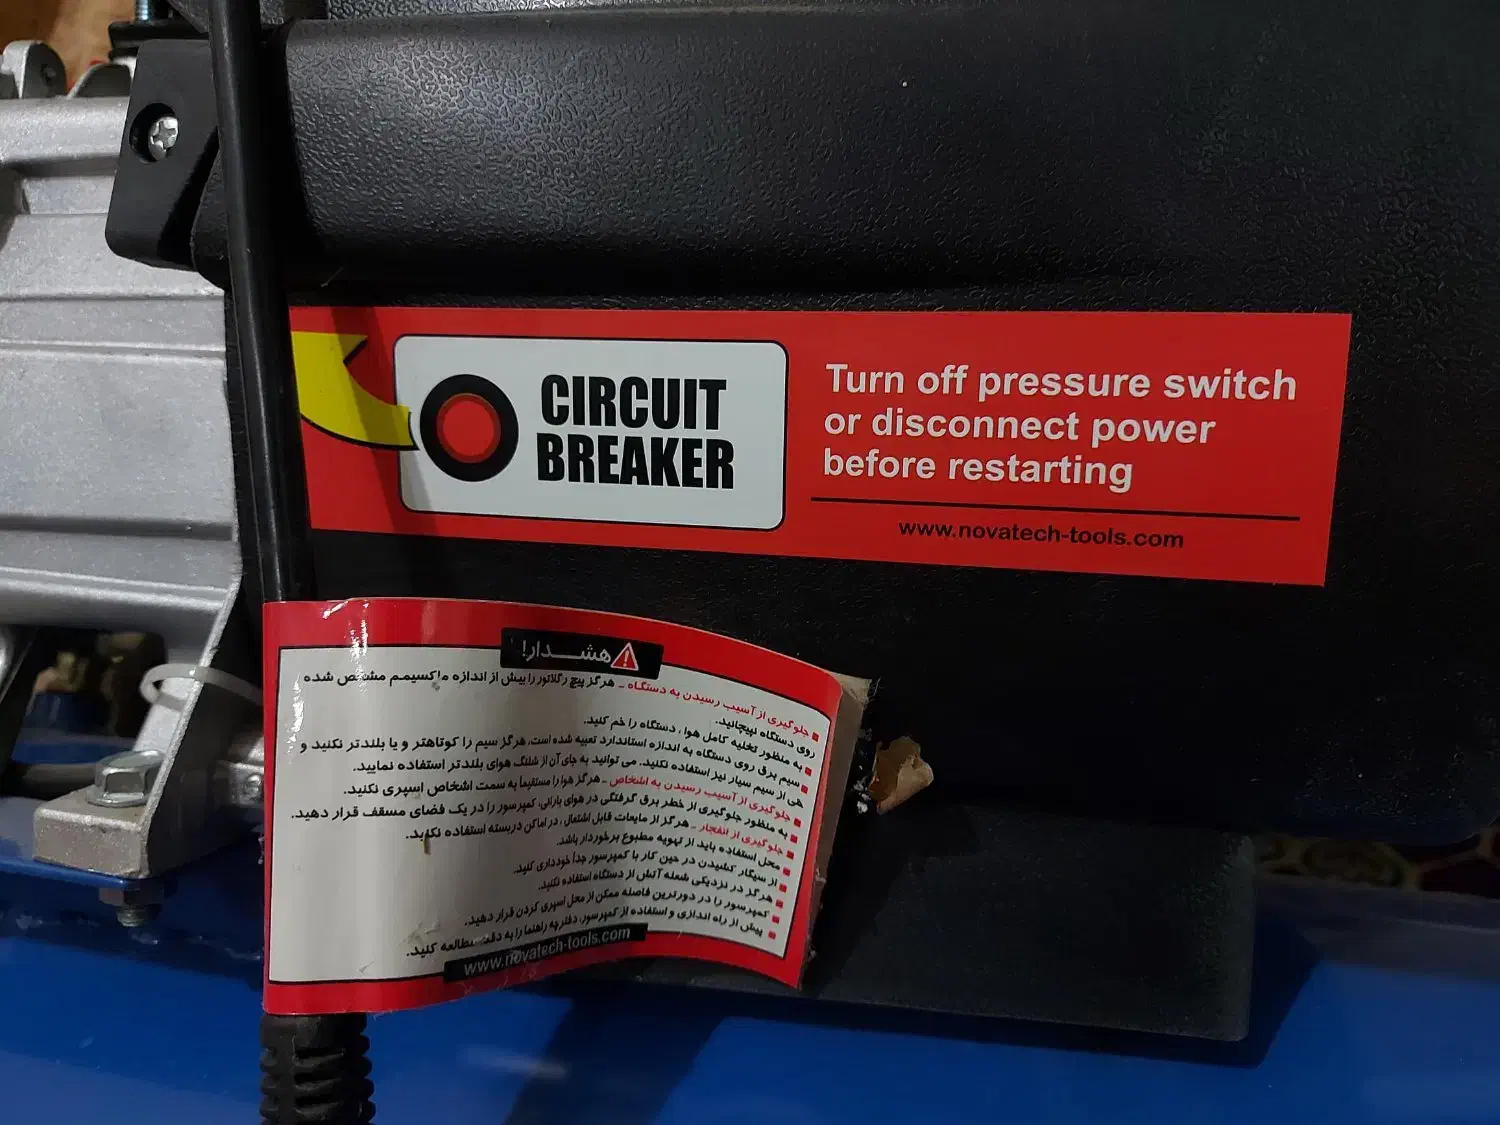 CIRCUIT
BREAKER
Turn off pressure switch
or disconnect power
before restarting
www.novatech-tools.com
هشـــدار!
جلوگیری از آسیب رسیدن به دستگاه _ هرگز پیچ رگلاتور را بیش از اندازه ماکسیمم مشخص شده
روی دستگاه نپیچانید.
به منظور تخلیه کامل هوا ، دستگاه را خم کنید.
سیم برق روی دستگاه به اندازه استاندارد تعبیه شده است، هرگز سیم را کوتاهتر و یا بلندتر نکنید و
هی از سیم سیار نیز استفاده نکنید. می توانید به جای آن از شلنگ هوای بلندتر استفاده نمایید.
جلوگیری از آسیب رسیدن به اشخاص _ هرگز هوا را مستقیماً به سمت اشخاص اسپری نکنید.
به منظور جلوگیری از خطر برق گرفتگی در هوای بارانی، کمپرسور را در یک فضای مسقف قرار دهید.
جلوگیری از انفجار _ هرگز از مایعات قابل اشتعال ، در اماکن دربسته استفاده نکنید.
محل استفاده باید از تهویه مطبوع برخوردار باشد.
از سیگار کشیدن در حین کار با کمپرسور جداً خودداری کنید.
هرگز در نزدیکی شعله آتش از دستگاه استفاده نکنید.
کمپرسور را در دورترین فاصله ممکن از محل اسپری کردن قرار دهید.
پیش از راه اندازی و استفاده از کمپرسور، دفترچه راهنما را به دقت مطالعه کنید.
www.novatech-tools.com